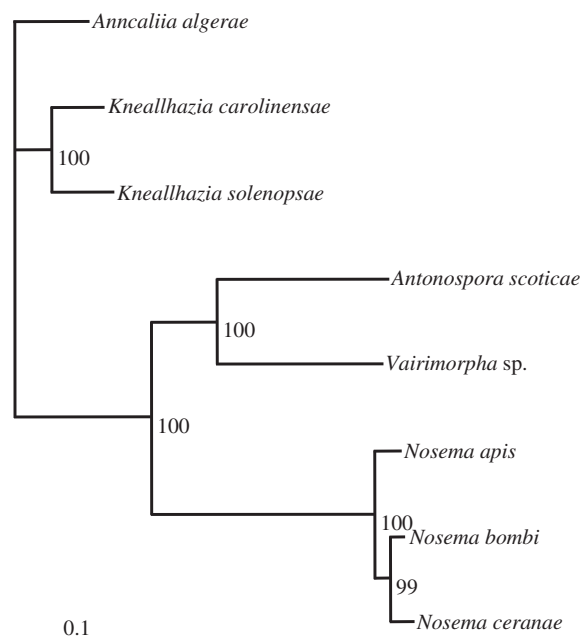 Anncaliia algerae
Kneallhazia carolinensae
100
Kneallhazia solenopsae
Antonospora scoticae
100
Vairimorpha sp.
100
Nosema apis
100
Nosema bombi
99
Nosema ceranae
0.1